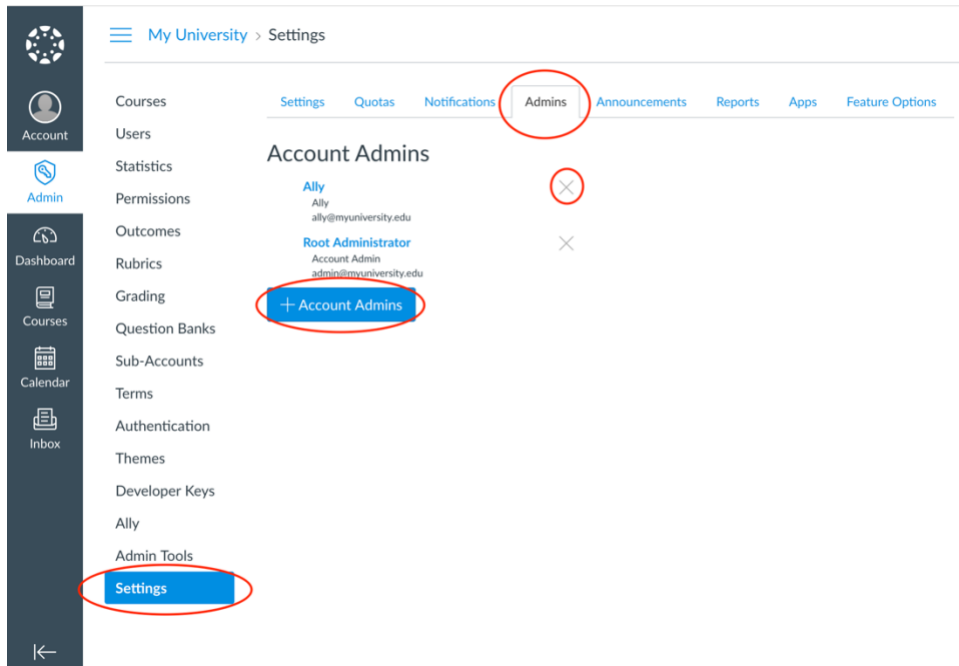 My University > Settings
Account
Admin
Dashboard
Courses
Calendar
Inbox
Courses
Users
Statistics
Permissions
Outcomes
Rubrics
Grading
Question Banks
Sub-Accounts
Terms
Authentication
Themes
Developer Keys
Ally
Admin Tools
Settings
Settings Quotas Notifications Admins Announcements Reports Apps Feature Options
Account Admins
Ally
Ally
ally@myuniversity.edu
Root Administrator
Account Admin
admin@myuniversity.edu
+ Account Admins